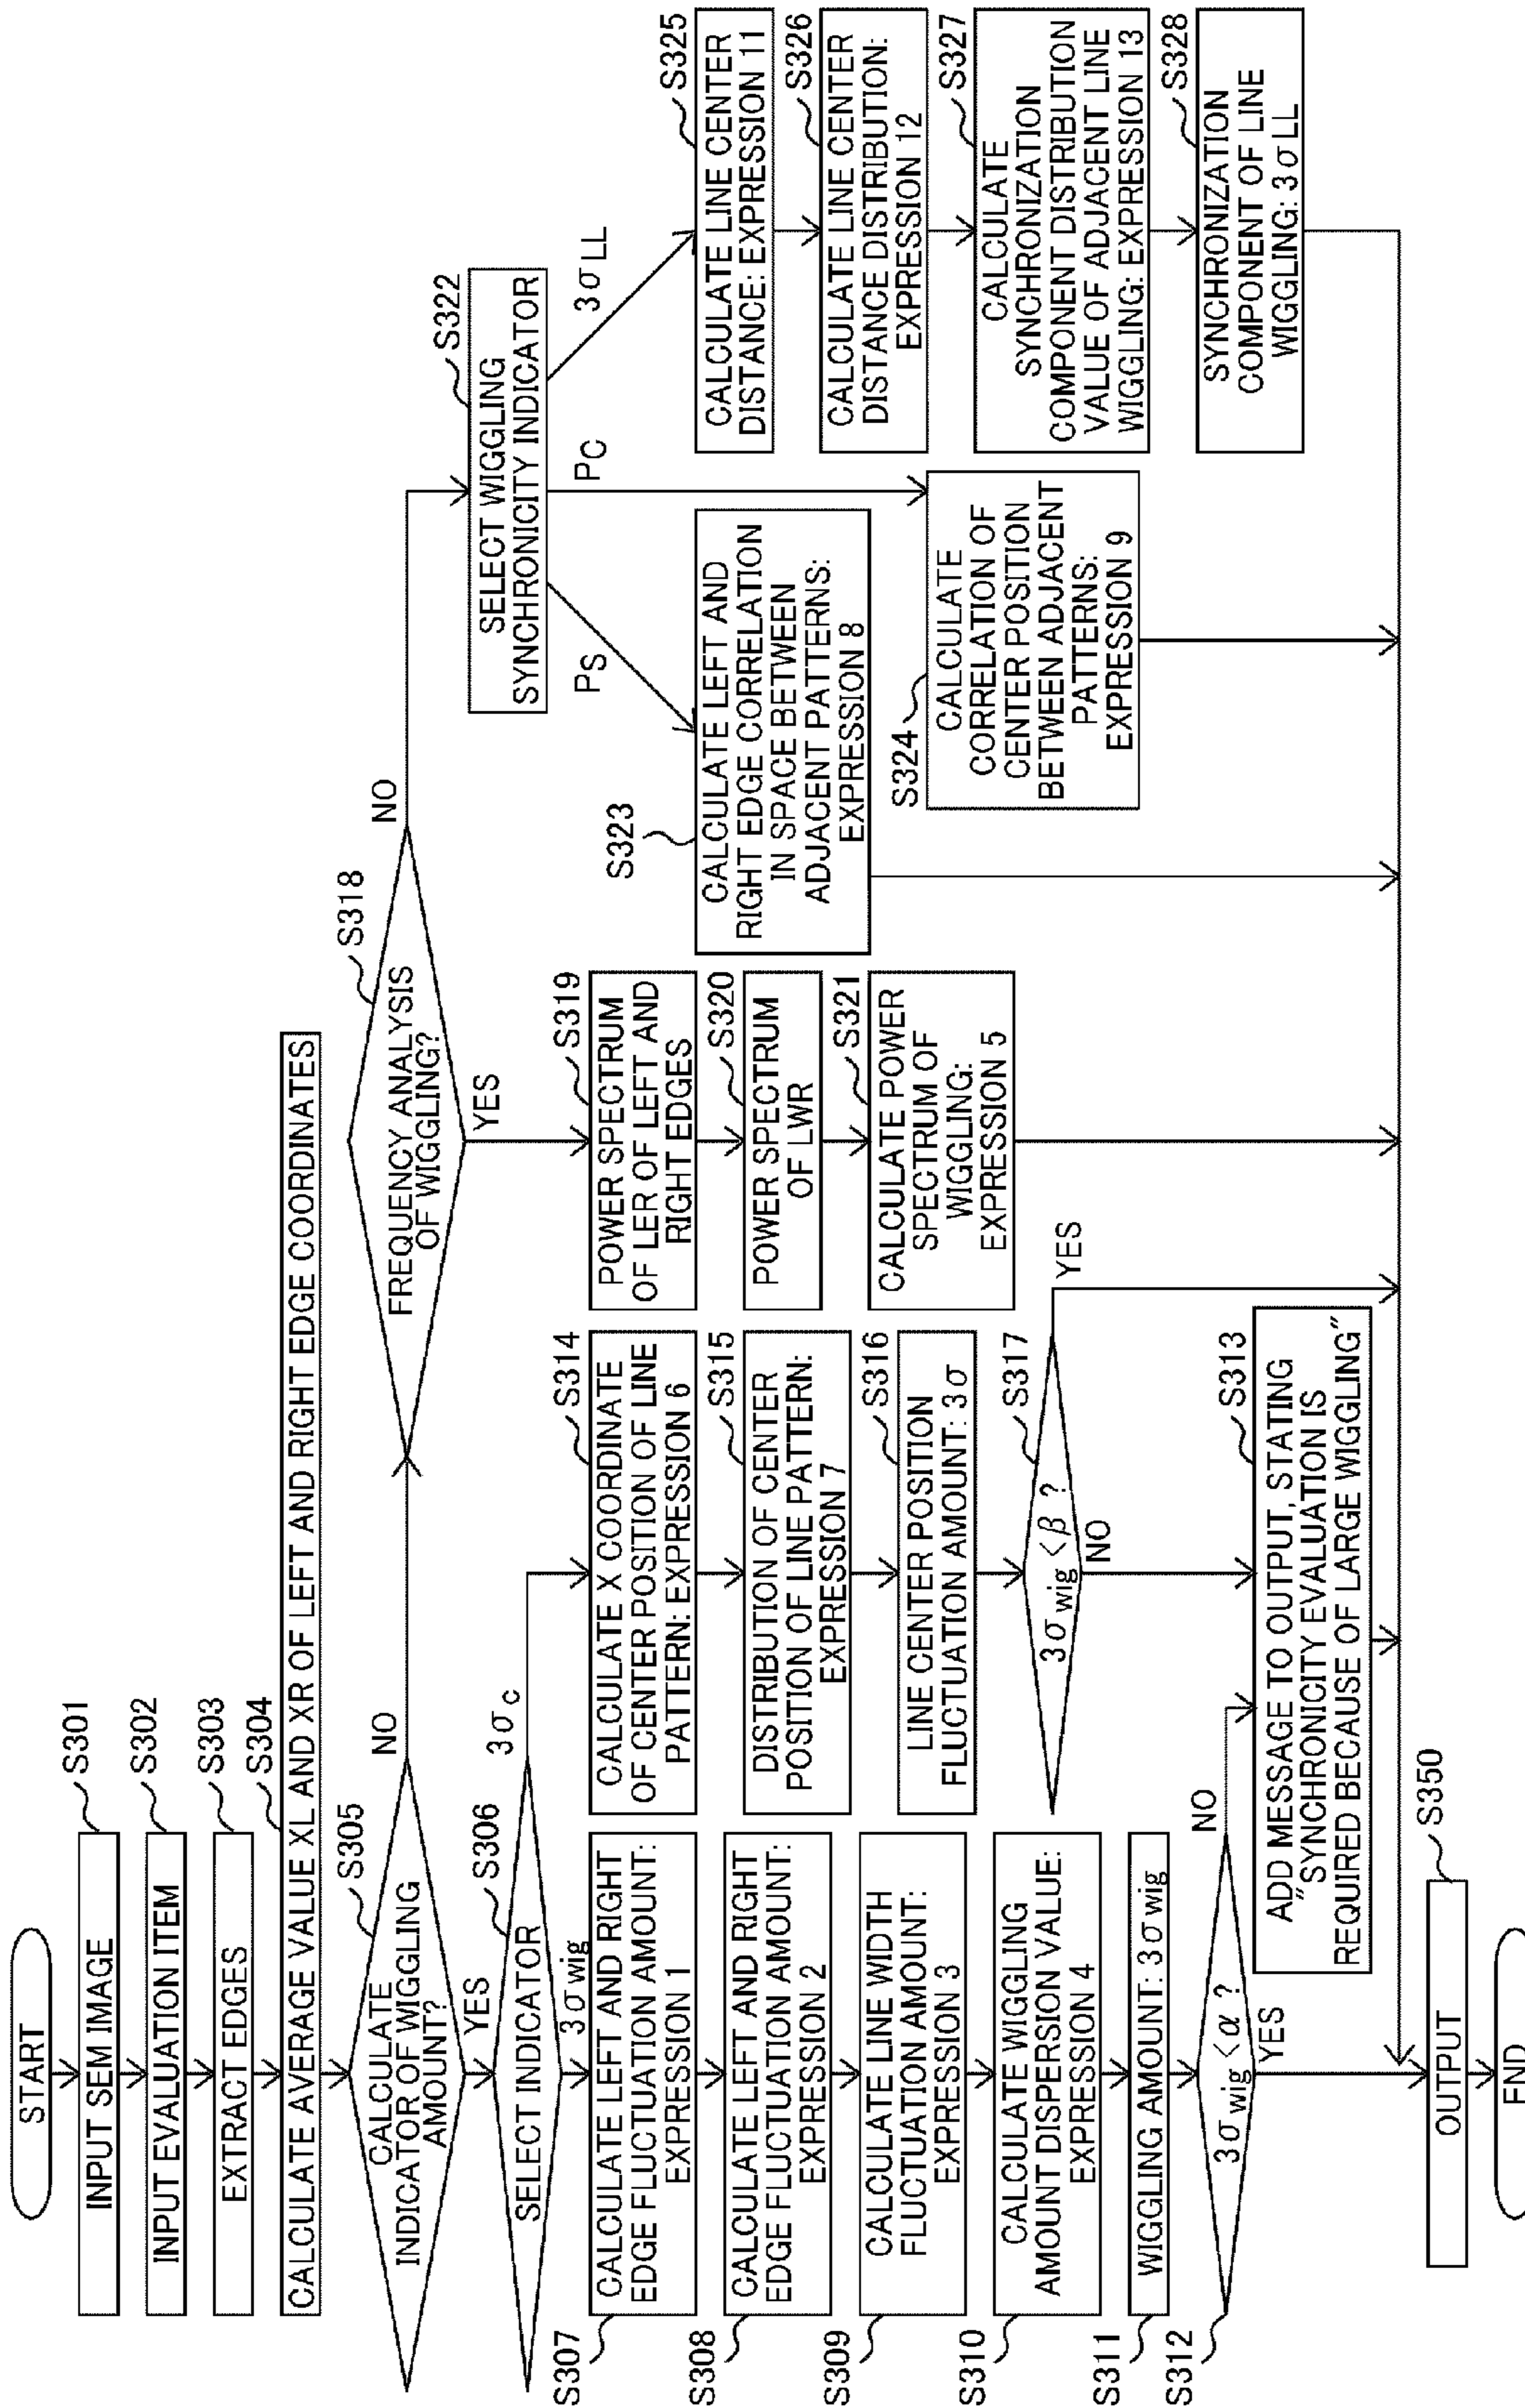 START
INPUT SEM IMAGE
S301
INPUT EVALUATION ITEM
S302
EXTRACT EDGES
S303
CALCULATE AVERAGE VALUE XL AND XR OF LEFT AND RIGHT EDGE COORDINATES
S304
CALCULATE
INDICATOR OF WIGGLING
AMOUNT?
S305
NO
YES
SELECT INDICATOR
S306
3σc
3σwig
S307
CALCULATE LEFT AND RIGHT
EDGE FLUCTUATION AMOUNT:
EXPRESSION 1
S308
CALCULATE LEFT AND RIGHT
EDGE FLUCTUATION AMOUNT:
EXPRESSION 2
S309
CALCULATE LINE WIDTH
FLUCTUATION AMOUNT:
EXPRESSION 3
S310
CALCULATE WIGGLING
AMOUNT DISPERSION VALUE:
EXPRESSION 4
S311
WIGGLING AMOUNT: 3σwig
S312
3σwig<α ?
NO
YES
S314
CALCULATE X COORDINATE
OF CENTER POSITION OF LINE
PATTERN: EXPRESSION 6
S315
DISTRIBUTION OF CENTER
POSITION OF LINE PATTERN:
EXPRESSION 7
S316
LINE CENTER POSITION
FLUCTUATION AMOUNT: 3σ
S317
3σwig<β ?
YES
NO
S313
ADD MESSAGE TO OUTPUT, STATING
"SYNCHRONICITY EVALUATION IS
REQUIRED BECAUSE OF LARGE WIGGLING"
S318
FREQUENCY ANALYSIS
OF WIGGLING?
NO
YES
S319
POWER SPECTRUM
OF LER OF LEFT AND
RIGHT EDGES
S320
POWER SPECTRUM
OF LWR
S321
CALCULATE POWER
SPECTRUM OF
WIGGLING:
EXPRESSION 5
S322
SELECT WIGGLING
SYNCHRONICITY INDICATOR
PS
PC
3σLL
S323
CALCULATE LEFT AND
RIGHT EDGE CORRELATION
IN SPACE BETWEEN
ADJACENT PATTERNS:
EXPRESSION 8
S324
CALCULATE
CORRELATION OF
CENTER POSITION
BETWEEN ADJACENT
PATTERNS:
EXPRESSION 9
S325
CALCULATE LINE CENTER
DISTANCE: EXPRESSION 11
S326
CALCULATE LINE CENTER
DISTANCE DISTRIBUTION:
EXPRESSION 12
S327
CALCULATE
SYNCHRONIZATION
COMPONENT DISTRIBUTION
VALUE OF ADJACENT LINE
WIGGLING: EXPRESSION 13
S328
SYNCHRONIZATION
COMPONENT OF LINE
WIGGLING: 3σLL
S350
OUTPUT
END